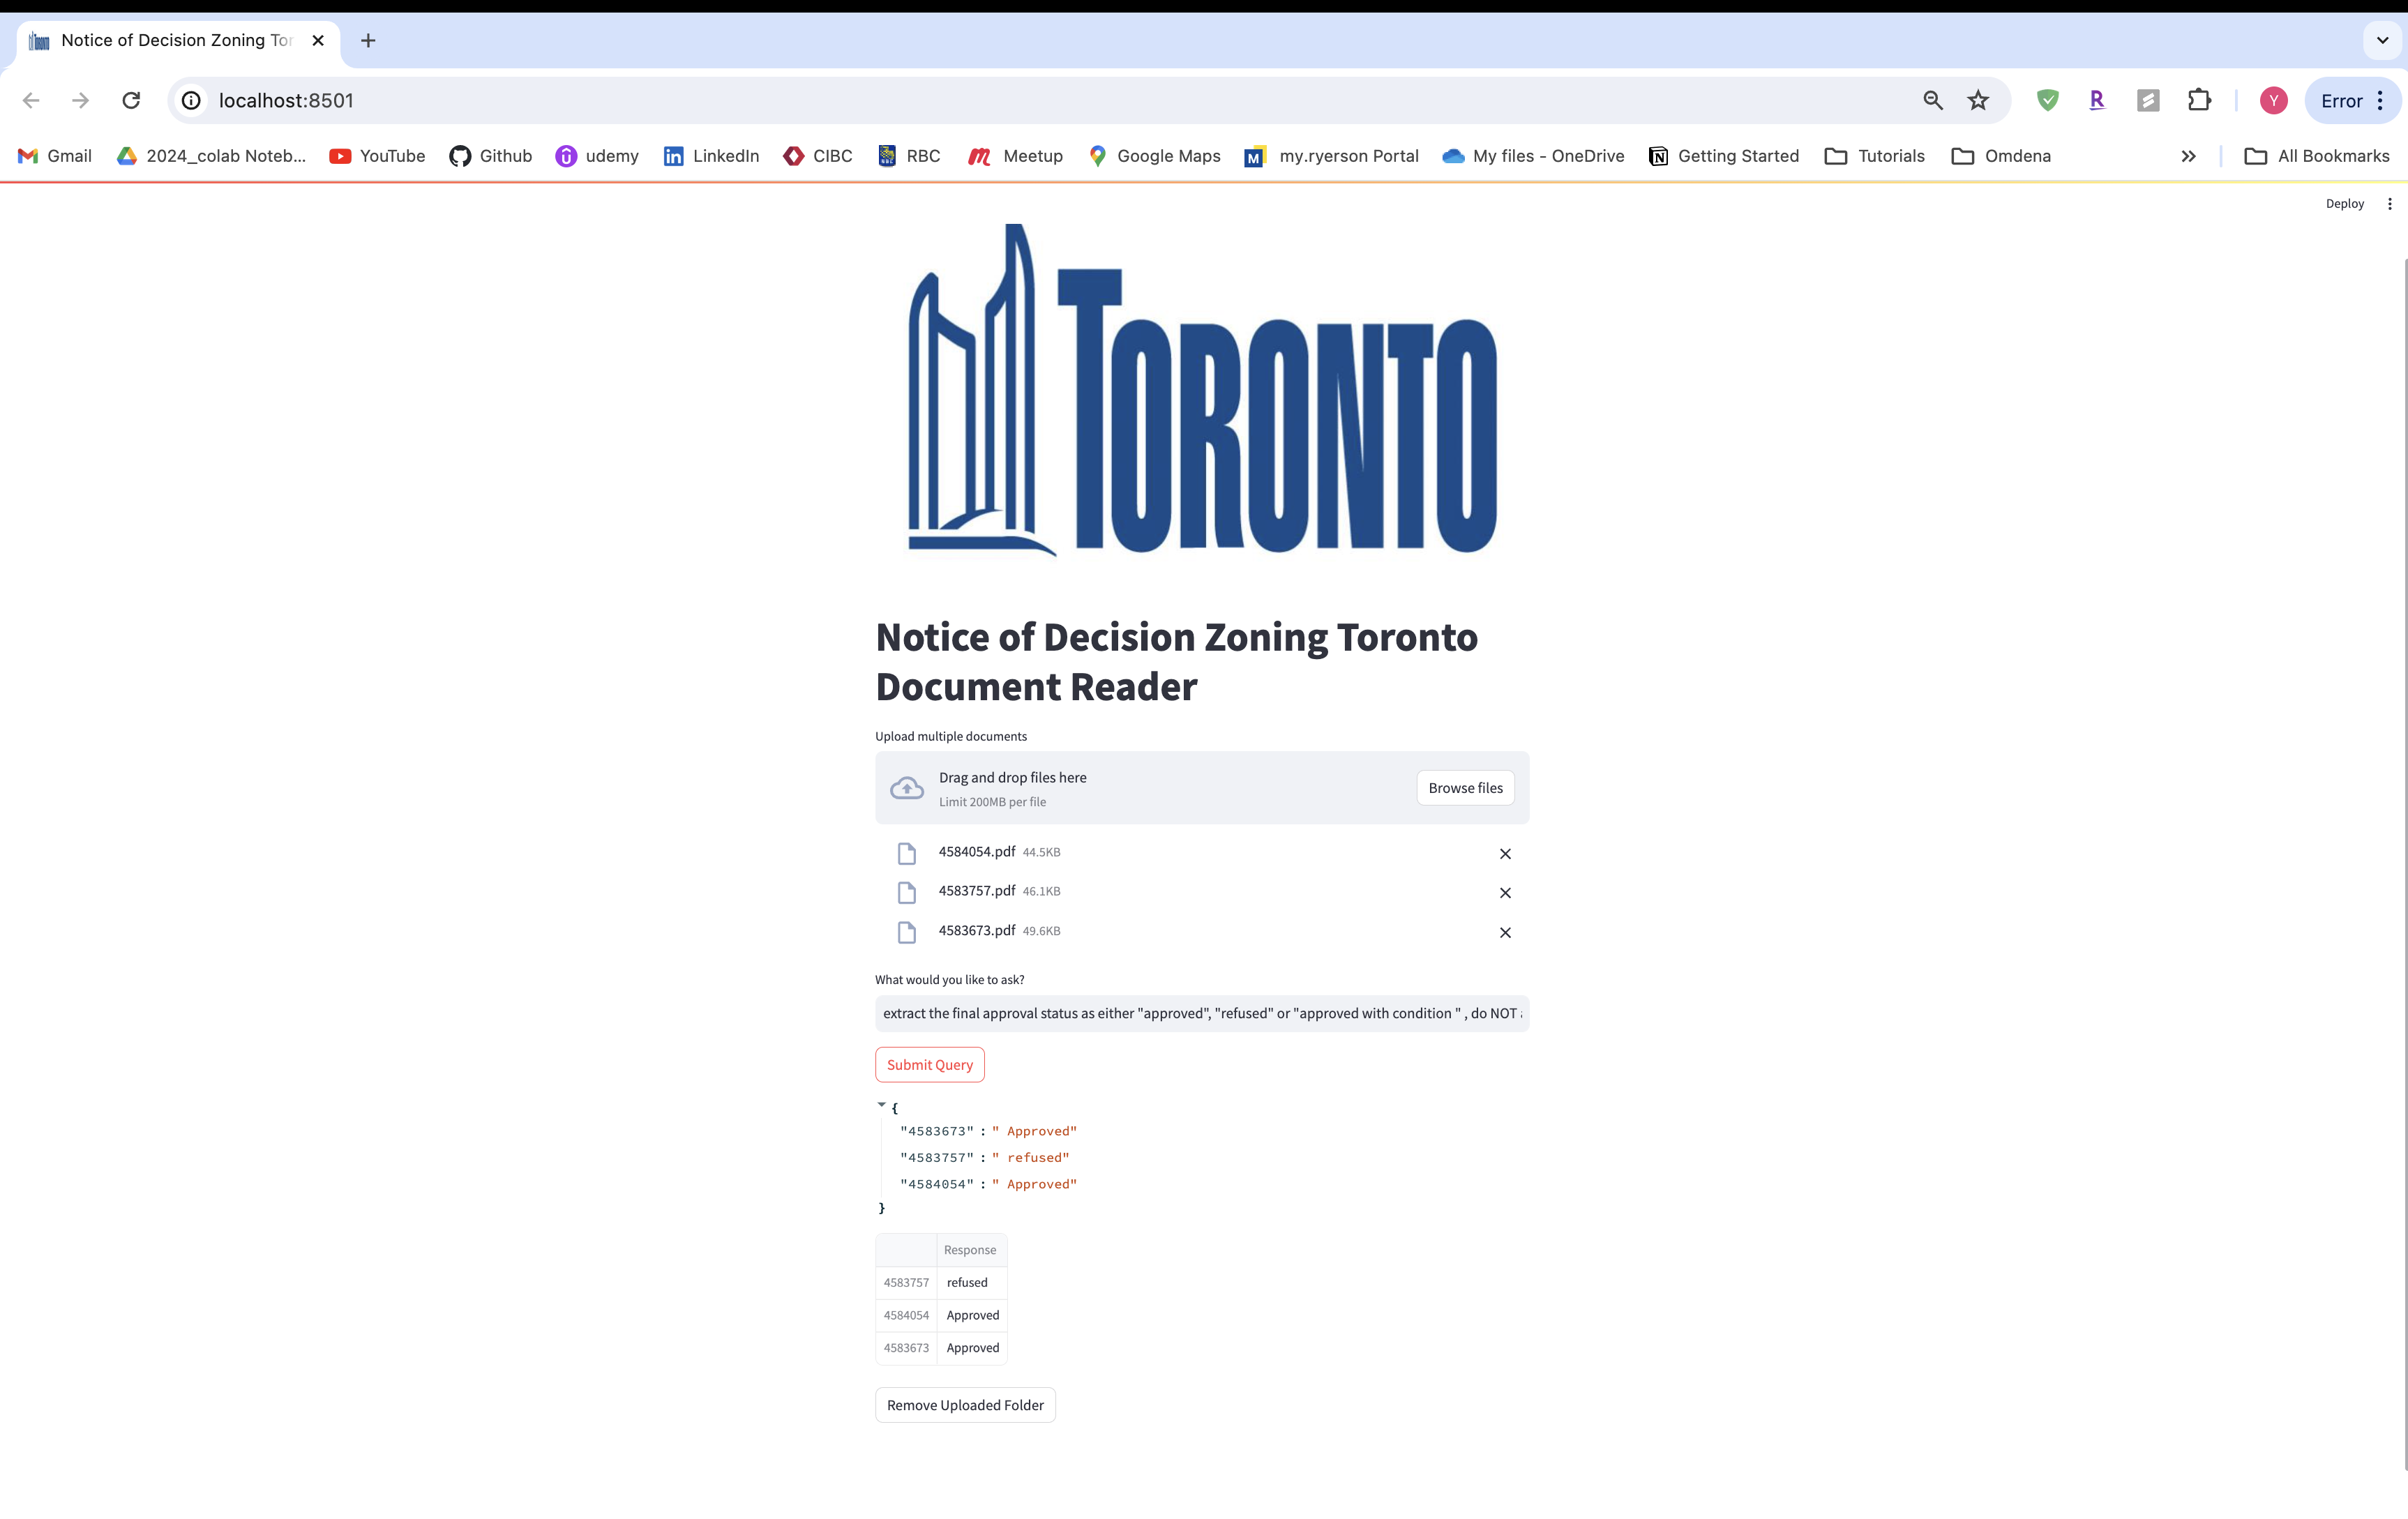 Notice of Decision Zoning Tor
localhost:8501
Y
Error
Gmail
2024_colab Noteb...
YouTube
Github
udemy
LinkedIn
CIBC
RBC
Meetup
Google Maps
my.ryerson Portal
My files - OneDrive
Getting Started
Tutorials
Omdena
All Bookmarks
Deploy
TORONTO
Notice of Decision Zoning Toronto
Document Reader
Upload multiple documents
Drag and drop files here
Limit 200MB per file
Browse files
4584054.pdf 44.5KB
4583757.pdf 46.1KB
4583673.pdf 49.6KB
What would you like to ask?
extract the final approval status as either "approved", "refused" or "approved with condition " , do NOT
Submit Query
{
"4583673" : " Approved"
"4583757" : " refused"
"4584054" : " Approved"
}
Response
4583757 refused
4584054 Approved
4583673 Approved
Remove Uploaded Folder